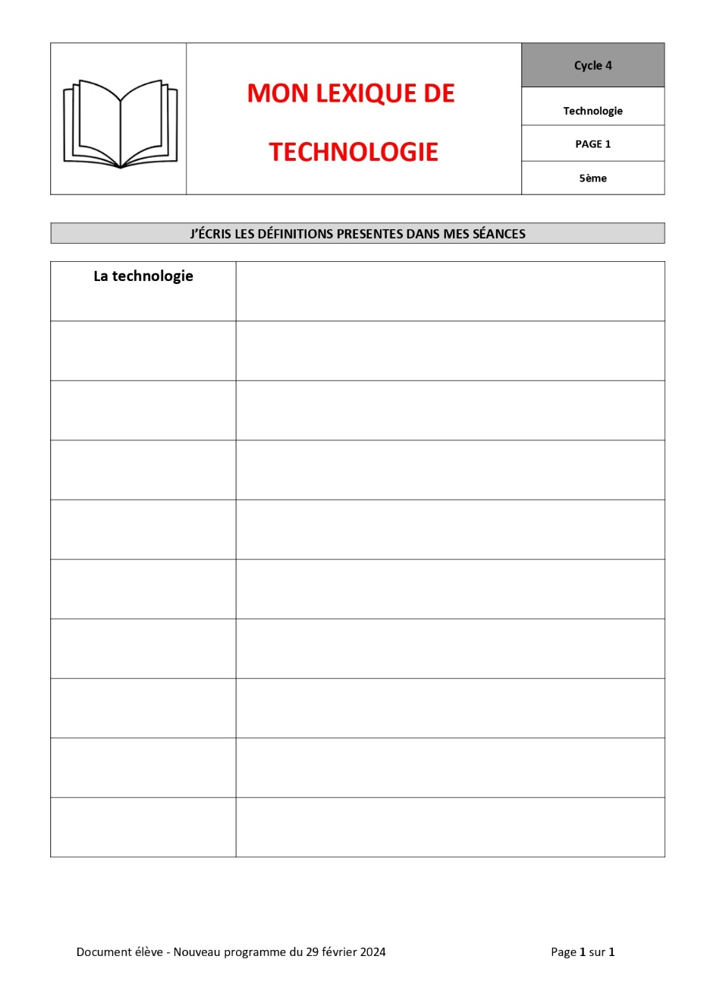 MON LEXIQUE DE
TECHNOLOGIE
Cycle 4
Technologie
PAGE 1
5ème
J'ÉCRIS LES DÉFINITIONS PRESENTES DANS MES SÉANCES
La technologie
Document élève - Nouveau programme du 29 février 2024
Page 1 sur 1